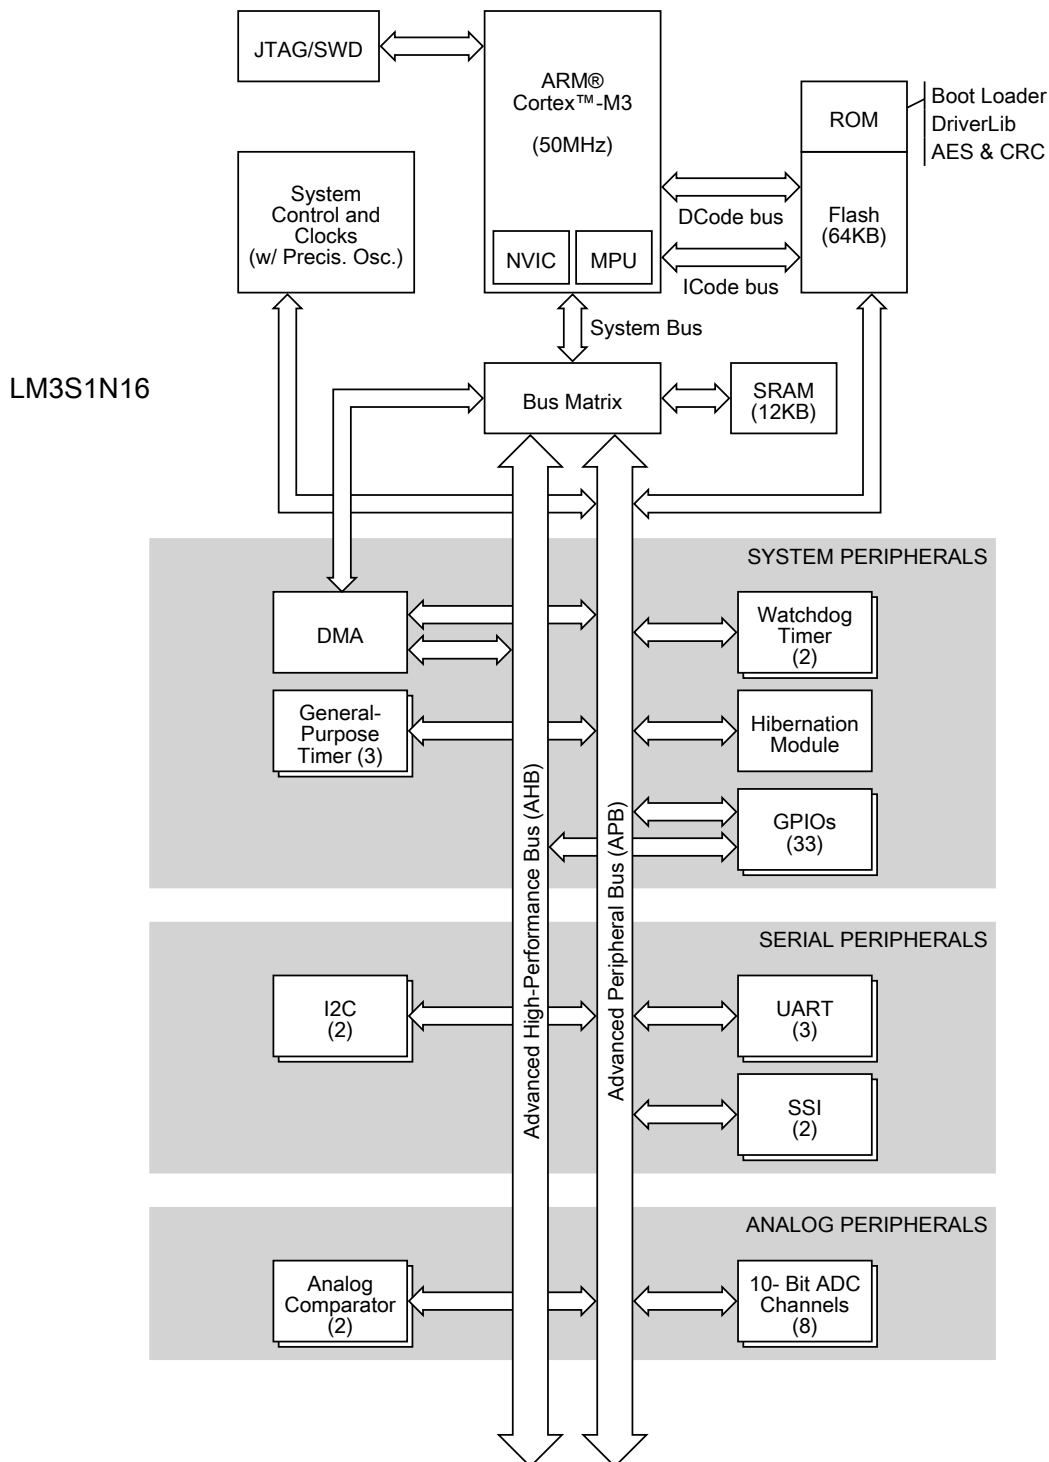 JTAG/SWD
ARM®
Cortex™-M3
(50MHz)
NVIC
MPU
ROM
Boot Loader
DriverLib
AES & CRC
System
Control and
Clocks
(w/ Precis. Osc.)
DCode bus
Flash
(64KB)
ICode bus
System Bus
LM3S1N16
Bus Matrix
SRAM
(12KB)
SYSTEM PERIPHERALS
DMA
Watchdog
Timer
(2)
General-
Purpose
Timer (3)
Hibernation
Module
GPIOs
(33)
Advanced High-Performance Bus (AHB)
Advanced Peripheral Bus (APB)
SERIAL PERIPHERALS
I2C
(2)
UART
(3)
SSI
(2)
ANALOG PERIPHERALS
Analog
Comparator
(2)
10- Bit ADC
Channels
(8)